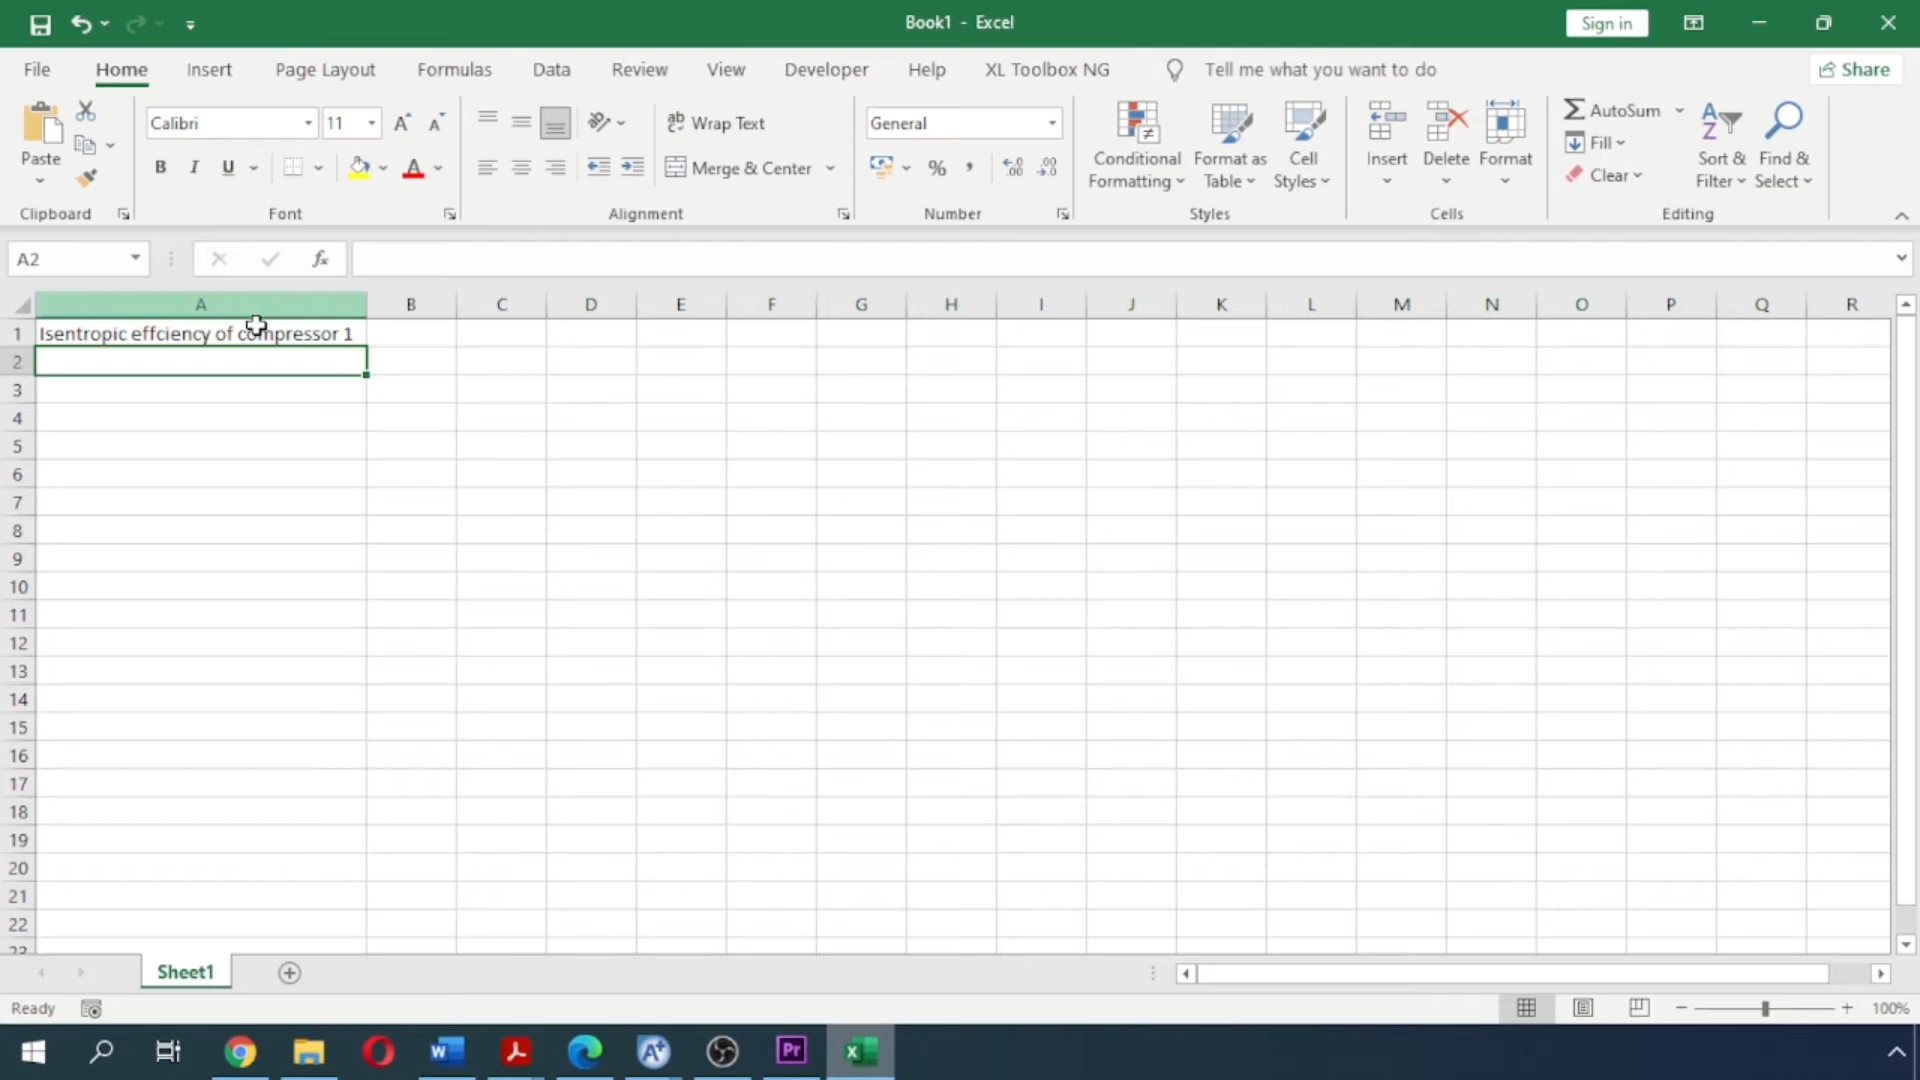 Book1 - Excel
Sign in
File Home Insert Page Layout Formulas Data Review View Developer Help XL Toolbox NG Tell me what you want to do Share
Paste
Clipboard
Calibri 11
B I U
Font
Wrap Text
Merge & Center
Alignment
General
%
Number
Conditional Formatting
Format as Table
Cell Styles
Styles
Insert
Delete
Format
Cells
AutoSum
Fill
Clear
Sort & Filter
Find & Select
Editing
A2
fx
A B C D E F G H I J K L M N O P Q R
1 Isentropic effciency of compressor 1
2
3
4
5
6
7
8
9
10
11
12
13
14
15
16
17
18
19
20
21
22
23
Sheet1
Ready
100%